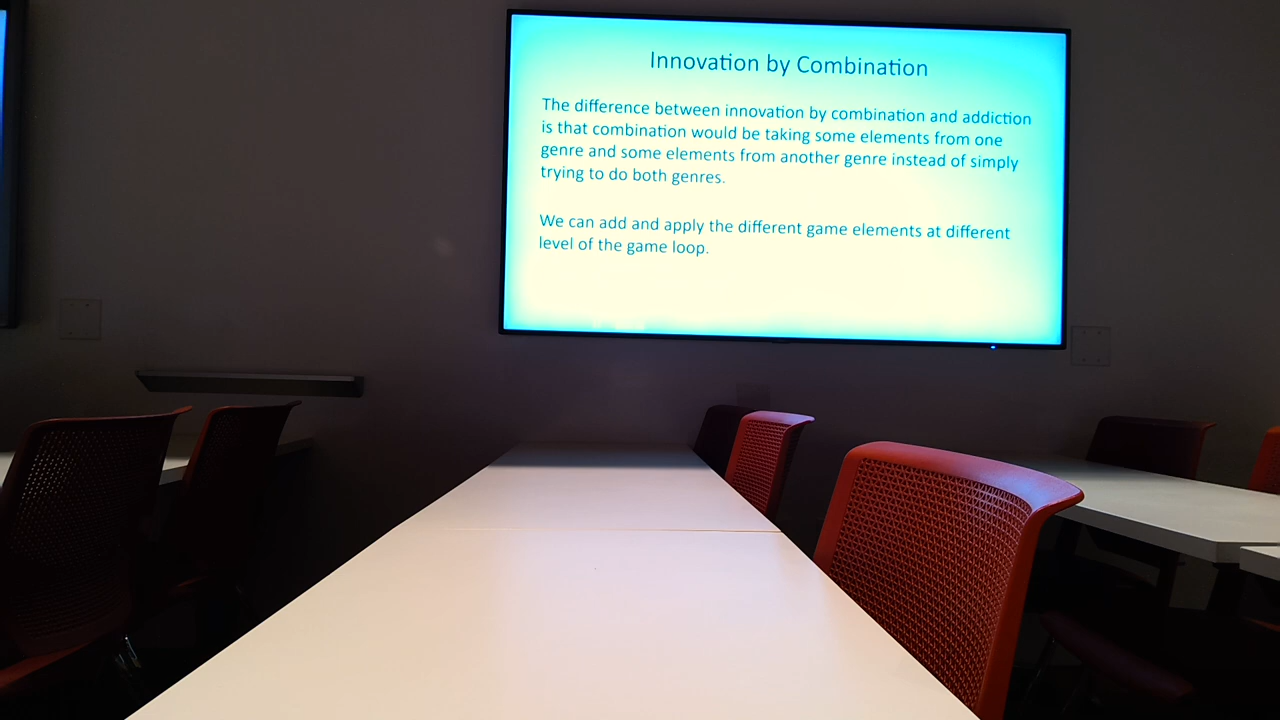 Innovation by Combination
The difference between innovation by combination and addiction
is that combination would be taking some elements from one
genre and some elements from another genre instead of simply
trying to do both genres.
We can add and apply the different game elements at different
level of the game loop.